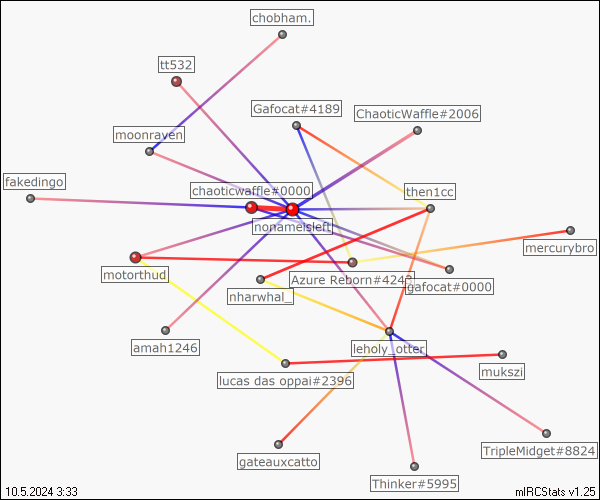 chobham.
tt532
Gafocat#4189
ChaoticWaffle#2006
moonraven
fakedingo
chaoticwaffle#0000
then1cc
nonameisleft
mercurybro
motorthud
Azure Reborn#4243
gafocat#0000
nharwhal_
amah1246
leholy_otter
lucas das oppai#2396
mukszi
gateauxcatto
TripleMidget#8824
Thinker#5995
10.5.2024 3:33
mIRCStats v1.25